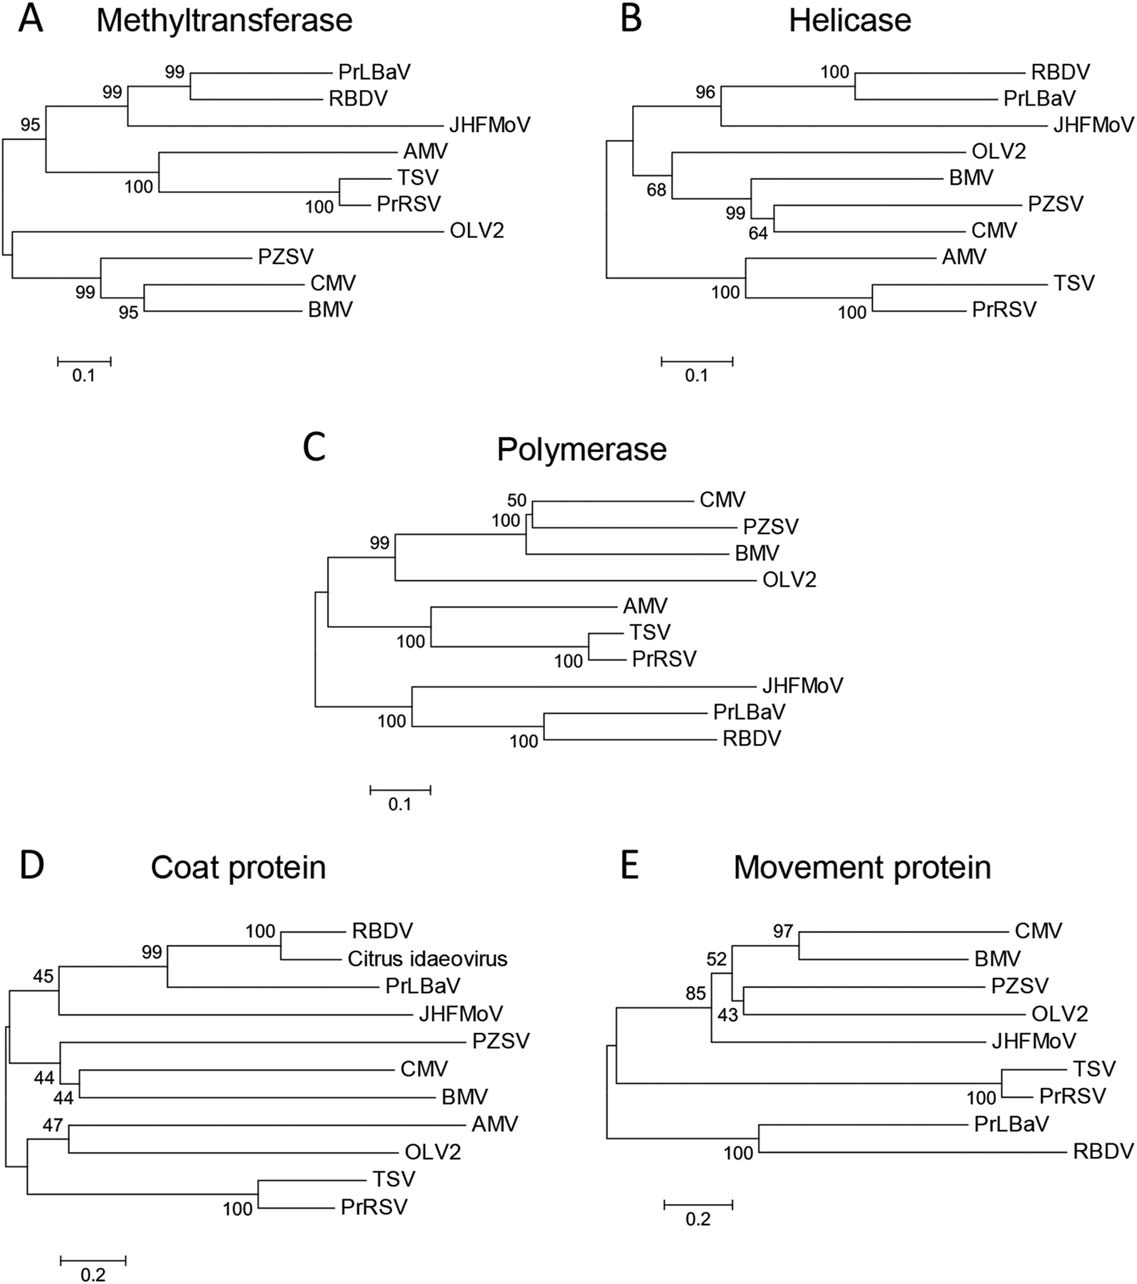 A Methyltransferase
99 PrLBaV
99 RBDV
95 JHFMoV
AMV
100 TSV
100 PrRSV
OLV2
PZSV
99 CMV
95 BMV
0.1
B Helicase
100 RBDV
96 PrLBaV
JHFMoV
OLV2
68 BMV
99 PZSV
64 CMV
AMV
100 TSV
100 PrRSV
0.1
C Polymerase
50 CMV
100 PZSV
99 BMV
OLV2
AMV
100 TSV
100 PrRSV
JHFMoV
100 PrLBaV
100 RBDV
0.1
D Coat protein
100 RBDV
99 Citrus idaeovirus
45 PrLBaV
JHFMoV
PZSV
44 CMV
44 BMV
47 AMV
OLV2
TSV
100 PrRSV
0.2
E Movement protein
97 CMV
52 BMV
85 PZSV
43 OLV2
JHFMoV
TSV
100 PrRSV
PrLBaV
100 RBDV
0.2